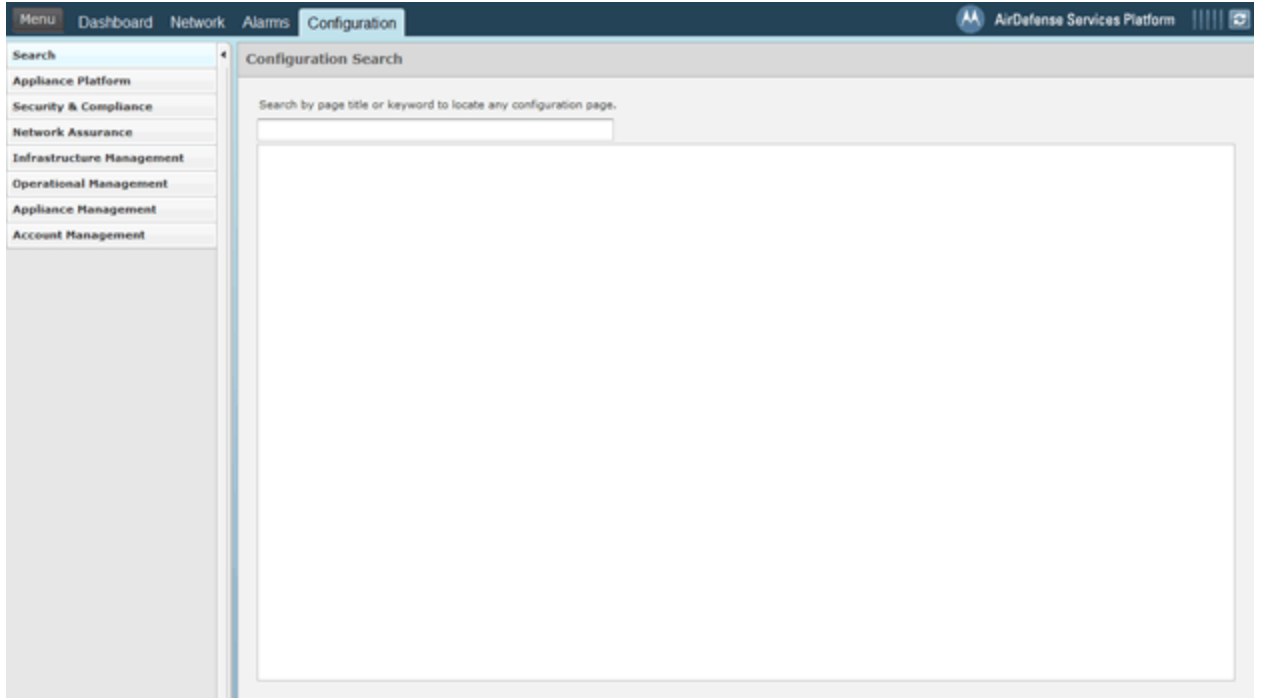 Menu Dashboard Network Alarms Configuration AirDefense Services Platform
Search
Appliance Platform
Security & Compliance
Network Assurance
Infrastructure Management
Operational Management
Appliance Management
Account Management
Configuration Search
Search by page title or keyword to locate any configuration page.